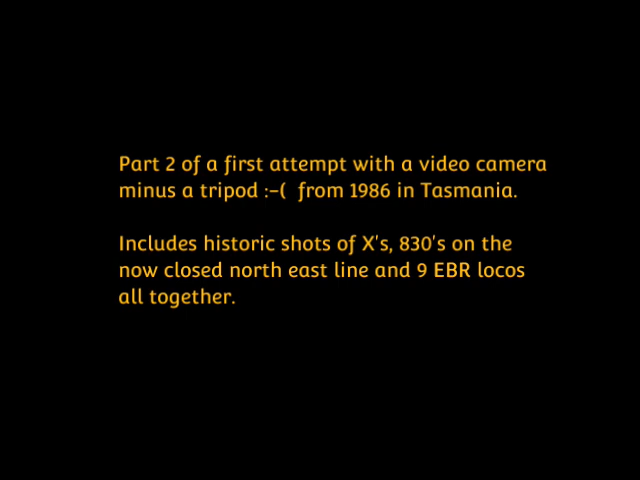 Part 2 of a first attempt with a video camera
minus a tripod :-(  from 1986 in Tasmania.
Includes historic shots of X's, 830's on the
now closed north east line and 9 EBR locos
all together.